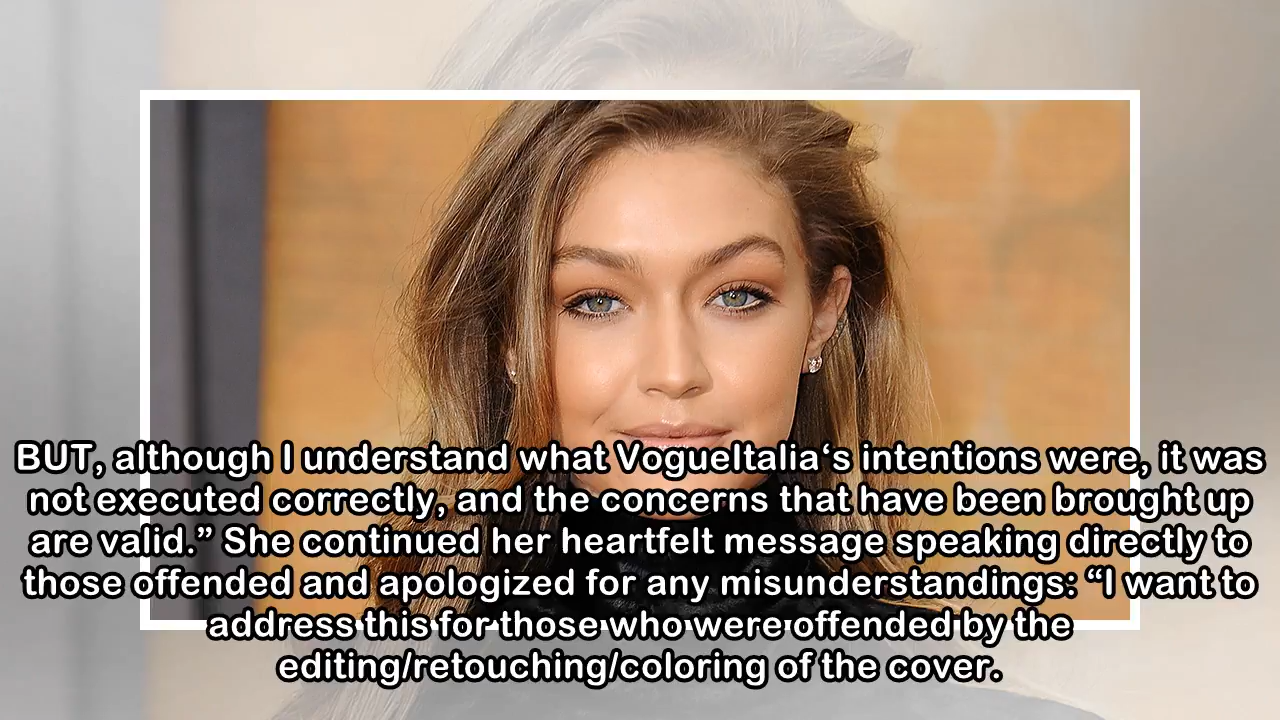 BUT, although I understand what VogueItalia‘s intentions were, it was
not executed correctly, and the concerns that have been brought up
are valid.” She continued her heartfelt message speaking directly to
those offended and apologized for any misunderstandings: “I want to
address this for those who were offended by the
editing/retouching/coloring of the cover.